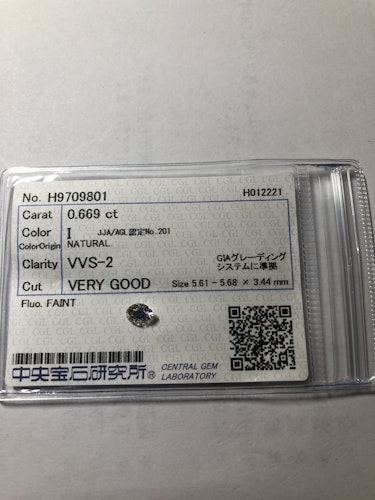 No. H9709801 H012221
Carat 0.669 ct
Color I JJA/AGL認定No.201
ColorOrigin NATURAL
Clarity VVS-2 GIAグレーディング
システムに準拠
Cut VERY GOOD Size 5.61 - 5.68 × 3.44 mm
Fluo. FAINT
中央宝石研究所® CENTRAL GEM
LABORATORY